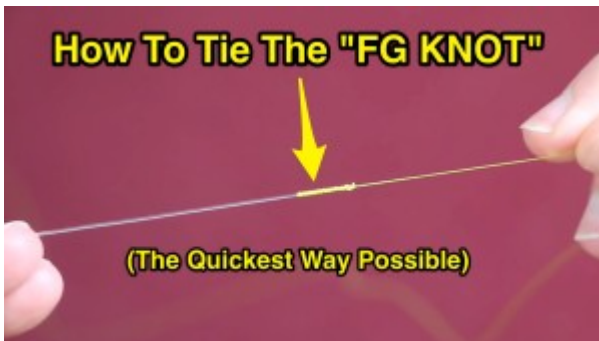 How To Tie The "FG KNOT"
(The Quickest Way Possible)